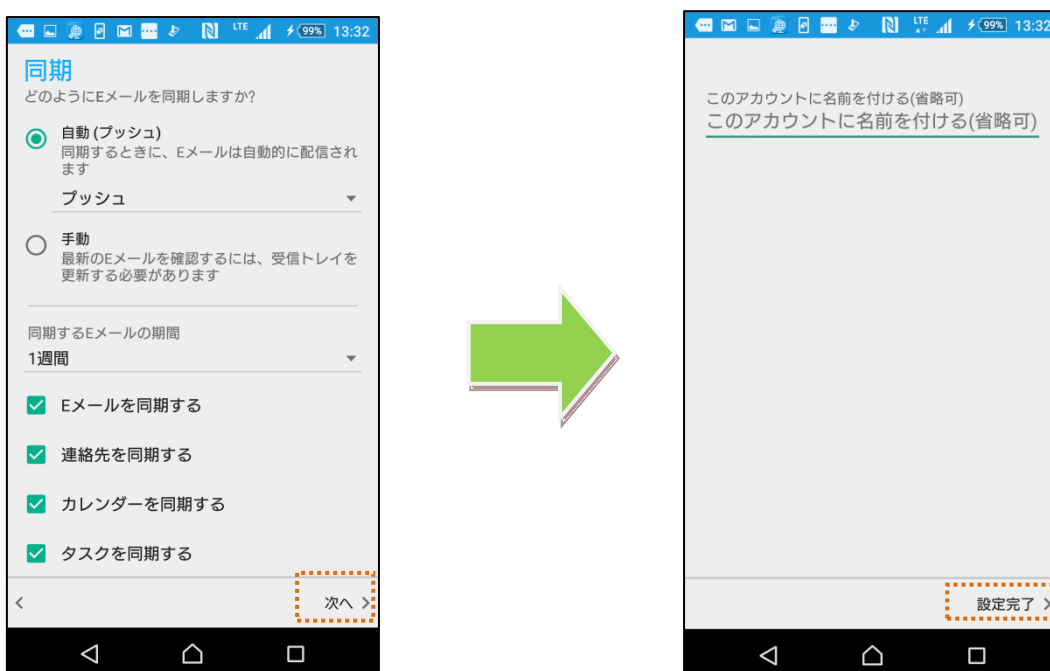 LTE 99% 13:32
同期
どのようにEメールを同期しますか?
自動 (プッシュ)
同期するときに、Eメールは自動的に配信され
ます
プッシュ
手動
最新のEメールを確認するには、受信トレイを
更新する必要があります
同期するEメールの期間
1週間
Eメールを同期する
連絡先を同期する
カレンダーを同期する
タスクを同期する
次へ
LTE 99% 13:32
このアカウントに名前を付ける(省略可)
このアカウントに名前を付ける(省略可)
設定完了